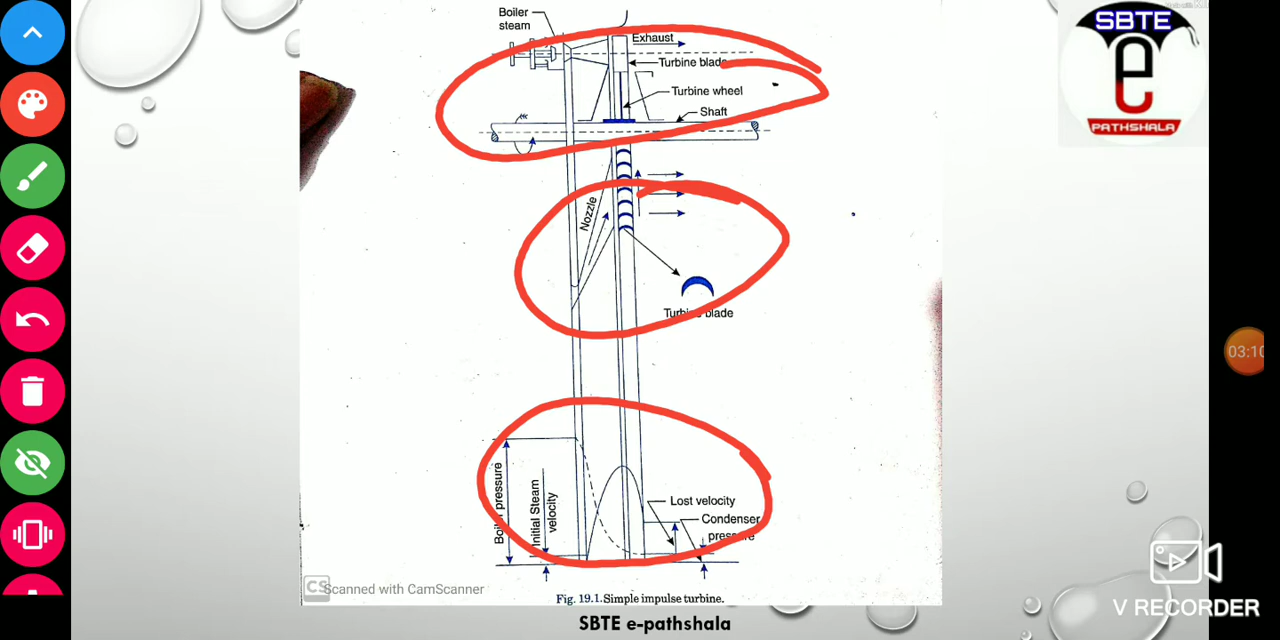 Boiler
steam
Exhaust
Turbine blade
Turbine wheel
Shaft
Nozzle
Turbine blade
Boiler pressure
Initial Steam
velocity
Lost velocity
Condenser
pressure
CS Scanned with CamScanner
Fig. 19.1. Simple impulse turbine.
SBTE e-pathshala
SBTE
e
PATHSHALA
03:10
V RECORDER